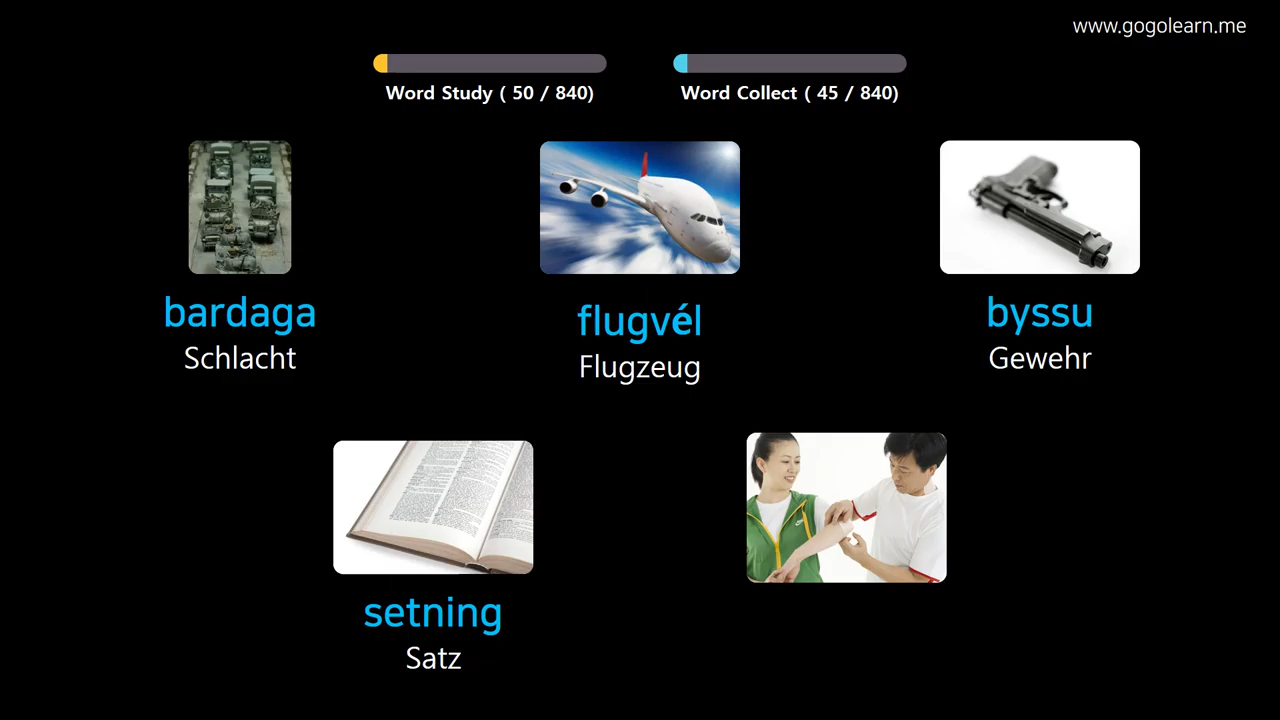 www.gogolearn.me
Word Study ( 50 / 840)
Word Collect ( 45 / 840)
bardaga
Schlacht
flugvél
Flugzeug
byssu
Gewehr
setning
Satz